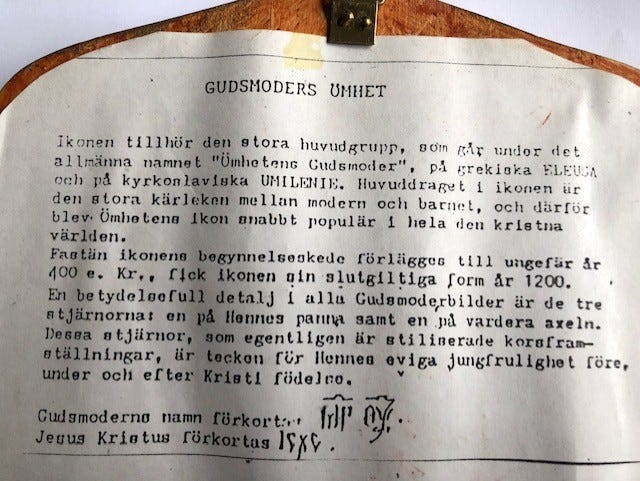 GUDSMODERS ÖMHET
Ikonen tillhör den stora huvudgrupp, som går under det
allmänna namnet "Ömhetens Gudsmoder", på grekiska ELEUSA
och på kyrkoslaviska UMILENIE. Huvuddraget i ikonen är
den stora kärleken mellan modern och barnet, och därför
blev Ömhetens ikon snabbt populär i hela den kristna
världen.
Fastän ikonens begynnelseskede förlägges till ungefär år
400 e. Kr., fick ikonen sin slutgiltiga form år 1200.
En betydelsefull detalj i alla Gudsmoderbilder är de tre
stjärnorna: en på Hennes panna samt en på vardera axeln.
Dessa stjärnor, som egentligen är stiliserade korsfram-
ställningar, är tecken för Hennes eviga jungfrulighet före,
under och efter Kristi födelse.
Gudsmoderns namn förkortas
Jesus Kristus förkortas